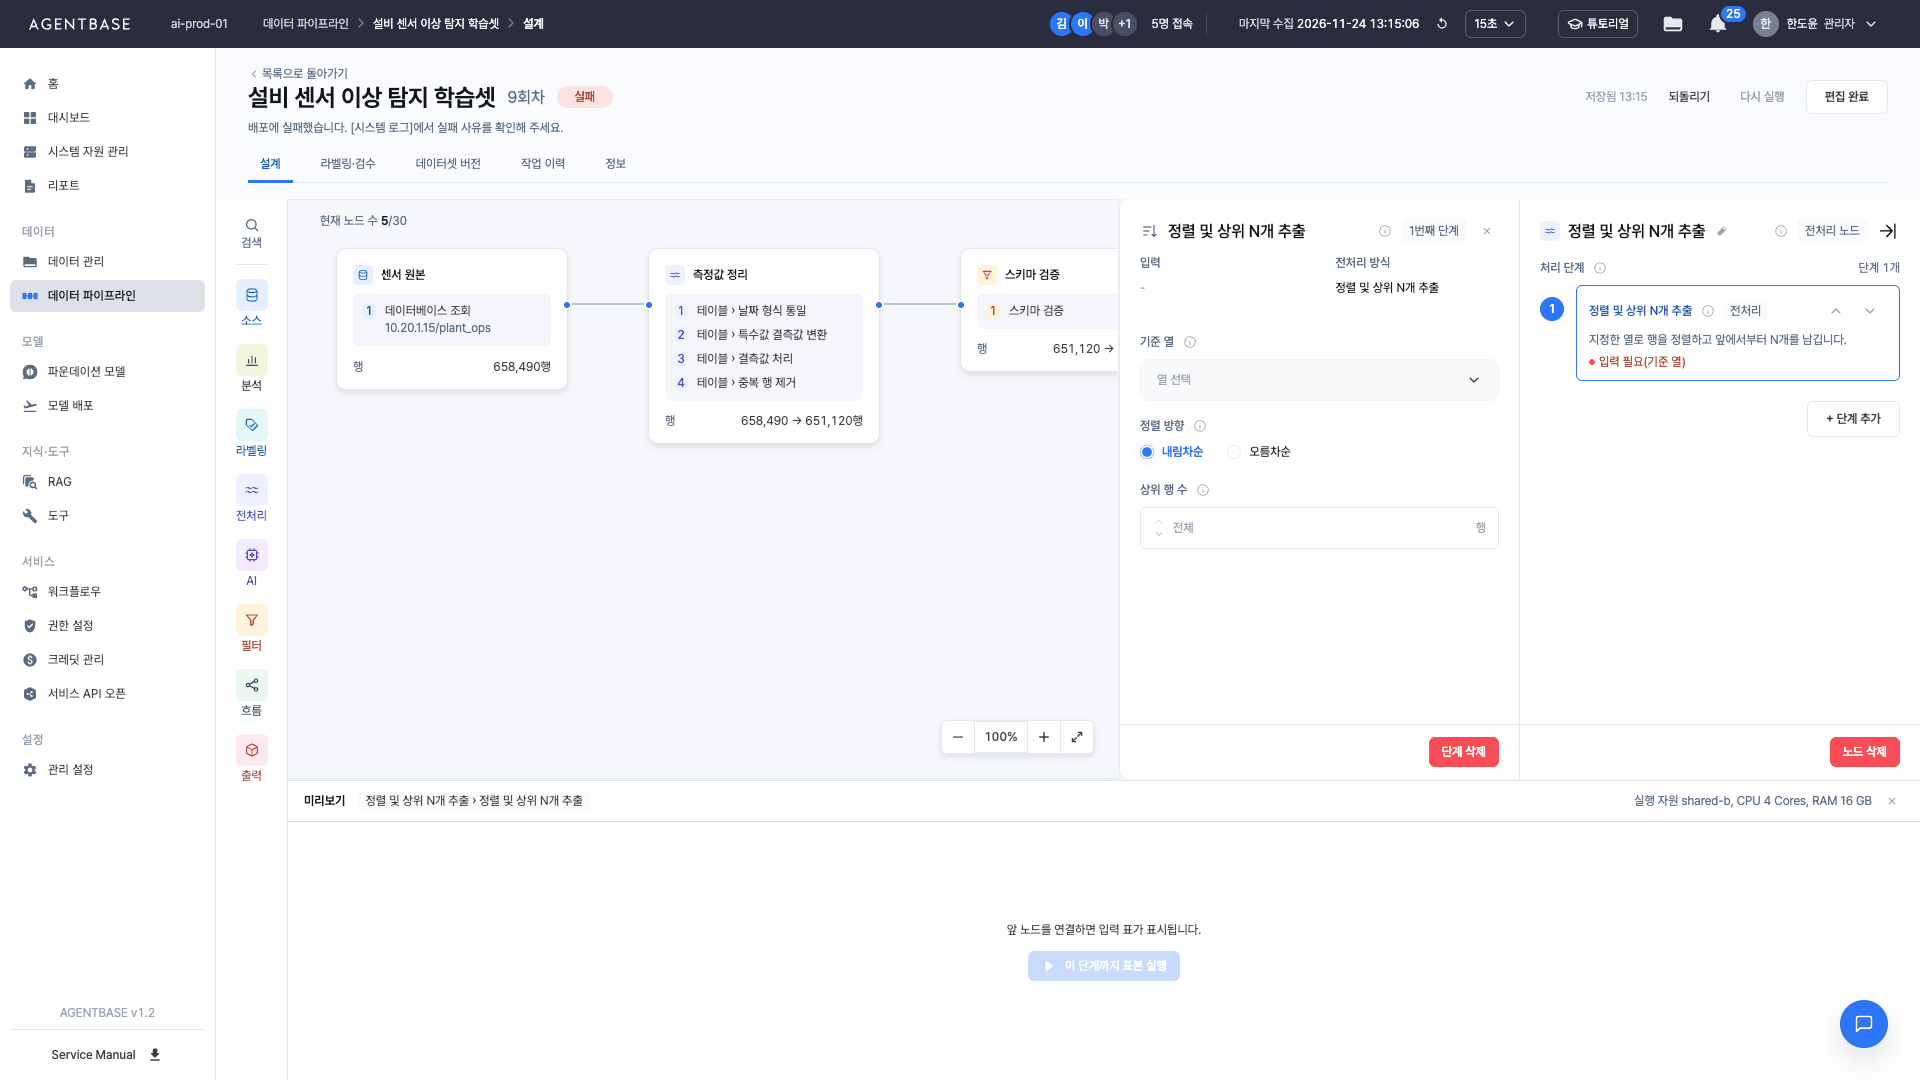 AGENTBASE
ai-prod-01
데이터 파이프라인 > 설비 센서 이상 탐지 학습셋 > 설계
김 이 박 +1 5명 접속
마지막 수집 2026-11-24 13:15:06
15초
튜토리얼
25
한 한도윤 관리자
홈
대시보드
시스템 자원 관리
리포트
데이터
데이터 관리
데이터 파이프라인
모델
파운데이션 모델
모델 배포
지식·도구
RAG
도구
서비스
워크플로우
권한 설정
크레딧 관리
서비스 API 오픈
설정
관리 설정
AGENTBASE v1.2
Service Manual
목록으로 돌아가기
설비 센서 이상 탐지 학습셋 9회차 실패
배포에 실패했습니다. [시스템 로그]에서 실패 사유를 확인해 주세요.
저장됨 13:15 되돌리기 다시 실행 편집 완료
설계 라벨링·검수 데이터셋 버전 작업 이력 정보
검색
소스
분석
라벨링
전처리
AI
필터
흐름
출력
현재 노드 수 5/30
센서 원본
1 데이터베이스 조회
10.20.1.15/plant_ops
행 658,490행
측정값 정리
1 테이블 › 날짜 형식 통일
2 테이블 › 특수값 결측값 변환
3 테이블 › 결측값 처리
4 테이블 › 중복 행 제거
행 658,490 → 651,120행
스키마 검증
1 스키마 검증
행 651,120 →
100%
정렬 및 상위 N개 추출 1번째 단계
입력 전처리 방식
- 정렬 및 상위 N개 추출
기준 열
열 선택
정렬 방향
내림차순 오름차순
상위 행 수
전체 행
단계 삭제
정렬 및 상위 N개 추출 전처리 노드
처리 단계 단계 1개
1 정렬 및 상위 N개 추출 전처리
지정한 열로 행을 정렬하고 앞에서부터 N개를 남깁니다.
입력 필요(기준 열)
+ 단계 추가
노드 삭제
미리보기 정렬 및 상위 N개 추출 › 정렬 및 상위 N개 추출
실행 자원 shared-b, CPU 4 Cores, RAM 16 GB
앞 노드를 연결하면 입력 표가 표시됩니다.
이 단계까지 표본 실행